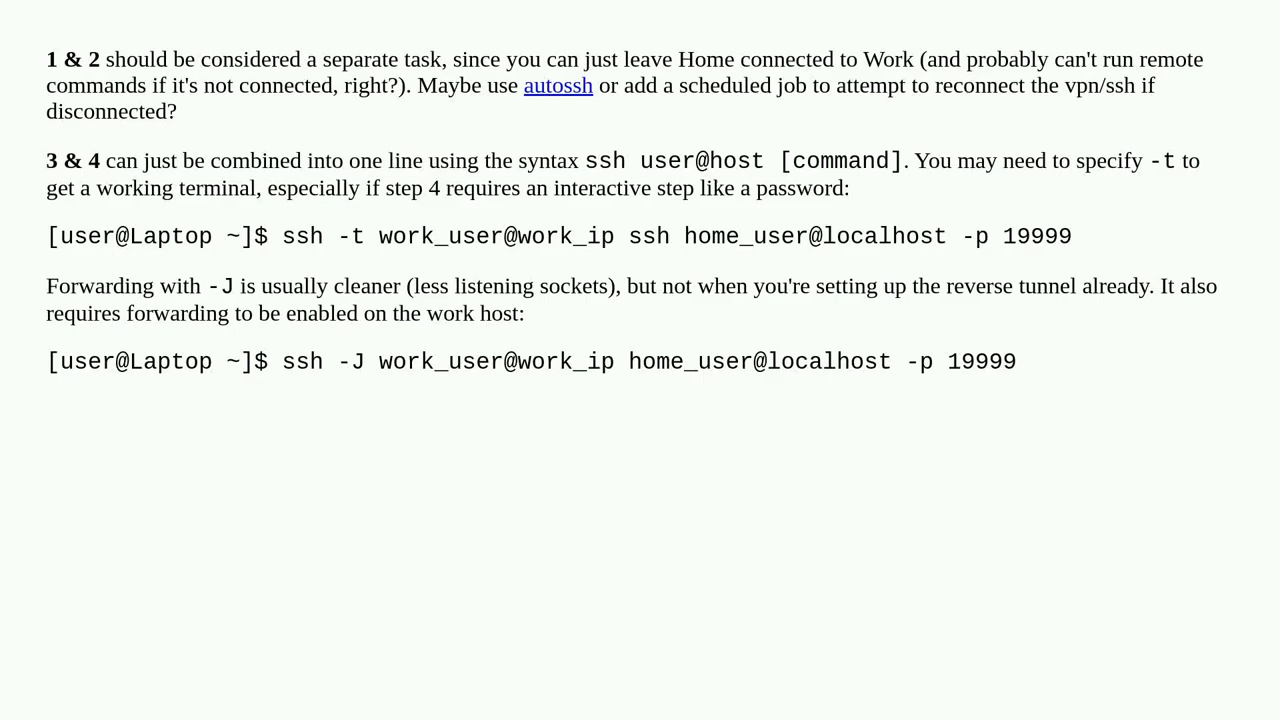 1 & 2 should be considered a separate task, since you can just leave Home connected to Work (and probably can't run remote
commands if it's not connected, right?). Maybe use autossh or add a scheduled job to attempt to reconnect the vpn/ssh if
disconnected?
3 & 4 can just be combined into one line using the syntax ssh user@host [command]. You may need to specify -t to
get a working terminal, especially if step 4 requires an interactive step like a password:
[user@Laptop ~]$ ssh -t work_user@work_ip ssh home_user@localhost -p 19999
Forwarding with -J is usually cleaner (less listening sockets), but not when you're setting up the reverse tunnel already. It also
requires forwarding to be enabled on the work host:
[user@Laptop ~]$ ssh -J work_user@work_ip home_user@localhost -p 19999